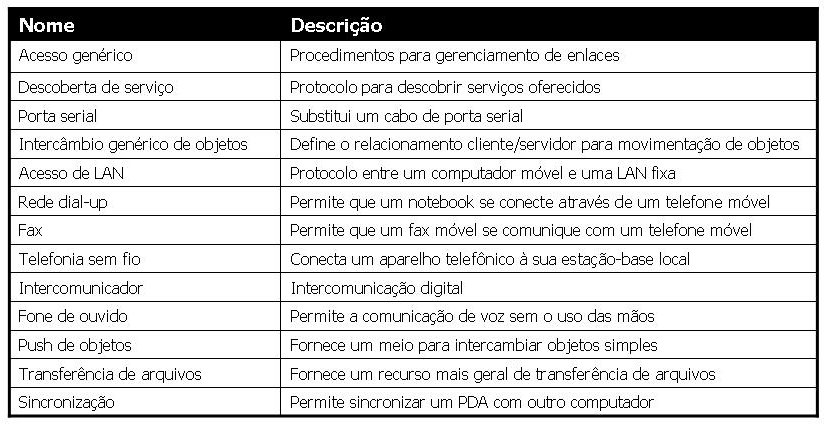 Nome Descrição
Acesso genérico Procedimentos para gerenciamento de enlaces
Descoberta de serviço Protocolo para descobrir serviços oferecidos
Porta serial Substitui um cabo de porta serial
Intercâmbio genérico de objetos Define o relacionamento cliente/servidor para movimentação de objetos
Acesso de LAN Protocolo entre um computador móvel e uma LAN fixa
Rede dial-up Permite que um notebook se conecte através de um telefone móvel
Fax Permite que um fax móvel se comunique com um telefone móvel
Telefonia sem fio Conecta um aparelho telefônico à sua estação-base local
Intercomunicador Intercomunicação digital
Fone de ouvido Permite a comunicação de voz sem o uso das mãos
Push de objetos Fornece um meio para intercambiar objetos simples
Transferência de arquivos Fornece um recurso mais geral de transferência de arquivos
Sincronização Permite sincronizar um PDA com outro computador